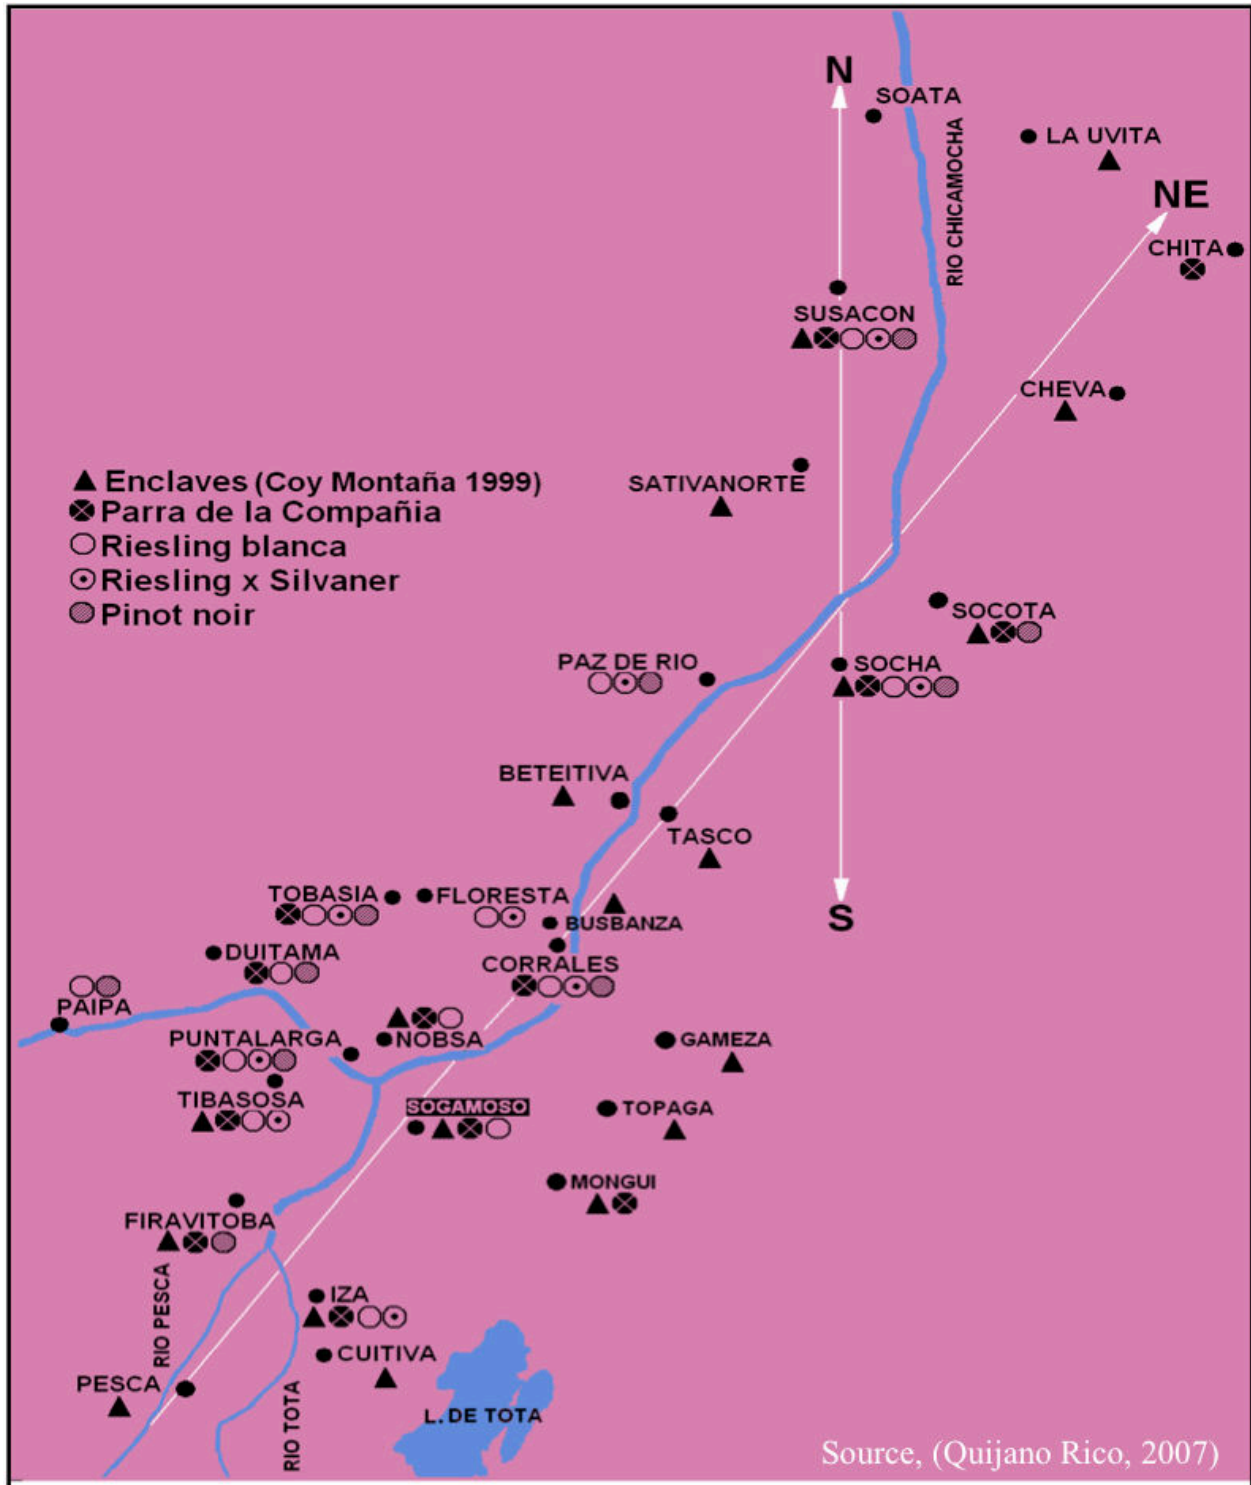 N
SOATA
LA UVITA
RIO CHICAMOCHA
NE
CHITA
SUSACON
CHEVA
SATIVANORTE
Enclaves (Coy Montaña 1999)
Parra de la Compañia
Riesling blanca
Riesling x Silvaner
Pinot noir
SOCOTA
PAZ DE RIO
SOCHA
BETEITIVA
TASCO
TOBASIA
FLORESTA
BUSBANZA
S
DUITAMA
CORRALES
PAIPA
PUNTALARGA
NOBSA
GAMEZA
TIBASOSA
SOGAMOSO
TOPAGA
MONGUI
FIRAVITOBA
RIO PESCA
IZA
CUITIVA
PESCA
RIO TOTA
L. DE TOTA
Source, (Quijano Rico, 2007)